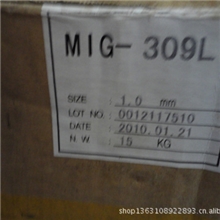 MIG-309L
SIZE 1.0 mm
LOT NO. 0012117510
DATE 2010.01.21
N.W. 15 KG
shop1363108922893.cn.alibaba.com